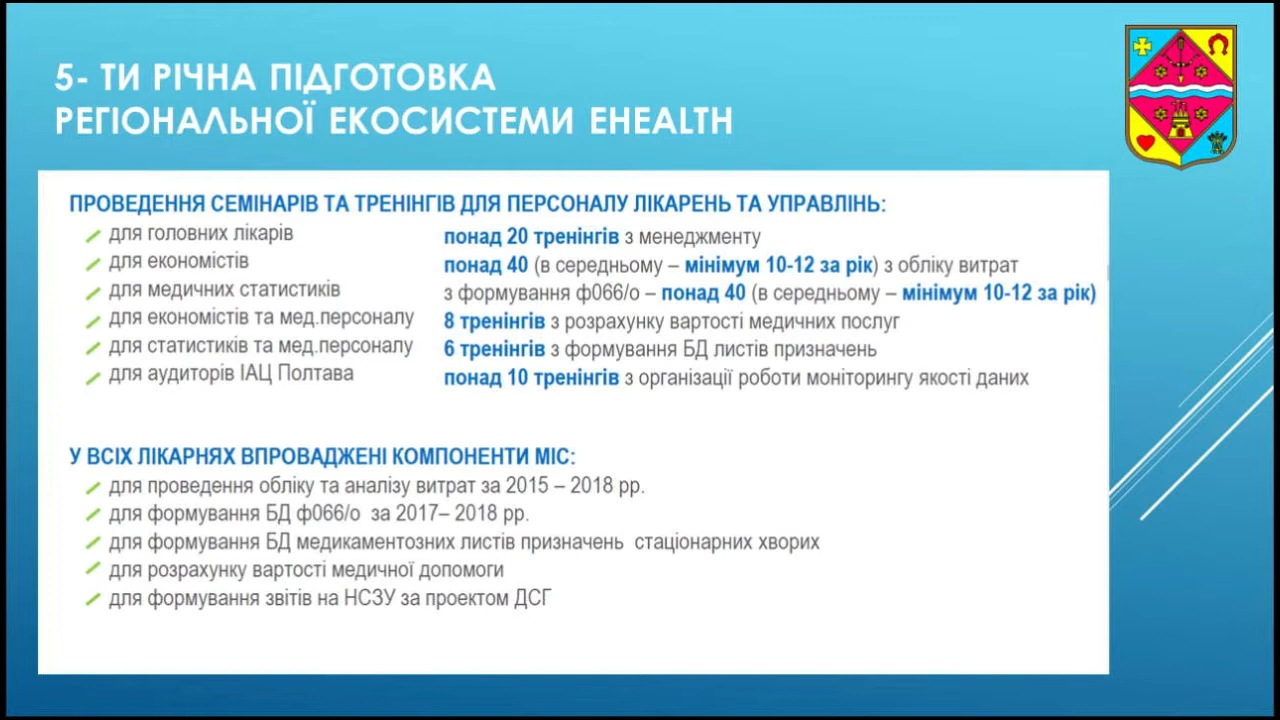 5- ТИ РІЧНА ПІДГОТОВКА
РЕГІОНАЛЬНОЇ ЕКОСИСТЕМИ EHEALTH
ПРОВЕДЕННЯ СЕМІНАРІВ ТА ТРЕНІНГІВ ДЛЯ ПЕРСОНАЛУ ЛІКАРЕНЬ ТА УПРАВЛІНЬ:
для головних лікарів понад 20 тренінгів з менеджменту
для економістів понад 40 (в середньому – мінімум 10-12 за рік) з обліку витрат
для медичних статистиків з формування ф066/о – понад 40 (в середньому – мінімум 10-12 за рік)
для економістів та мед.персоналу 8 тренінгів з розрахунку вартості медичних послуг
для статистиків та мед.персоналу 6 тренінгів з формування БД листів призначень
для аудиторів ІАЦ Полтава понад 10 тренінгів з організації роботи моніторингу якості даних
У ВСІХ ЛІКАРНЯХ ВПРОВАДЖЕНІ КОМПОНЕНТИ МІС:
для проведення обліку та аналізу витрат за 2015 – 2018 рр.
для формування БД ф066/о за 2017– 2018 рр.
для формування БД медикаментозних листів призначень стаціонарних хворих
для розрахунку вартості медичної допомоги
для формування звітів на НСЗУ за проектом ДСГ